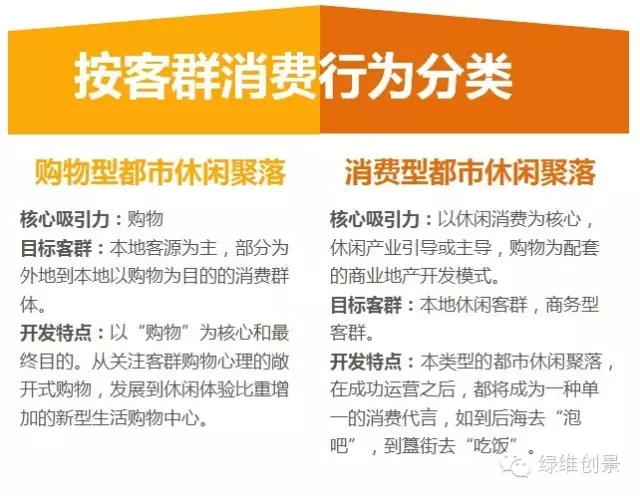 按客群消费行为分类
购物型都市休闲聚落
核心吸引力：购物
目标客群：本地客源为主，部分为
外地到本地以购物为目的的消费群
体。
开发特点：以“购物”为核心和最
终目的。从关注客群购物心理的敞
开式购物，发展到休闲体验比重增
加的新型生活购物中心。
消费型都市休闲聚落
核心吸引力：以休闲消费为核心，
休闲产业引导或主导，购物为配套
的商业地产开发模式。
目标客群：本地休闲客群，商务型
客群。
开发特点：本类型的都市休闲聚落，
在成功运营之后，都将成为一种单
一的消费代言，如到后海去“泡
吧”，到簋街去“吃饭”。
绿维创景